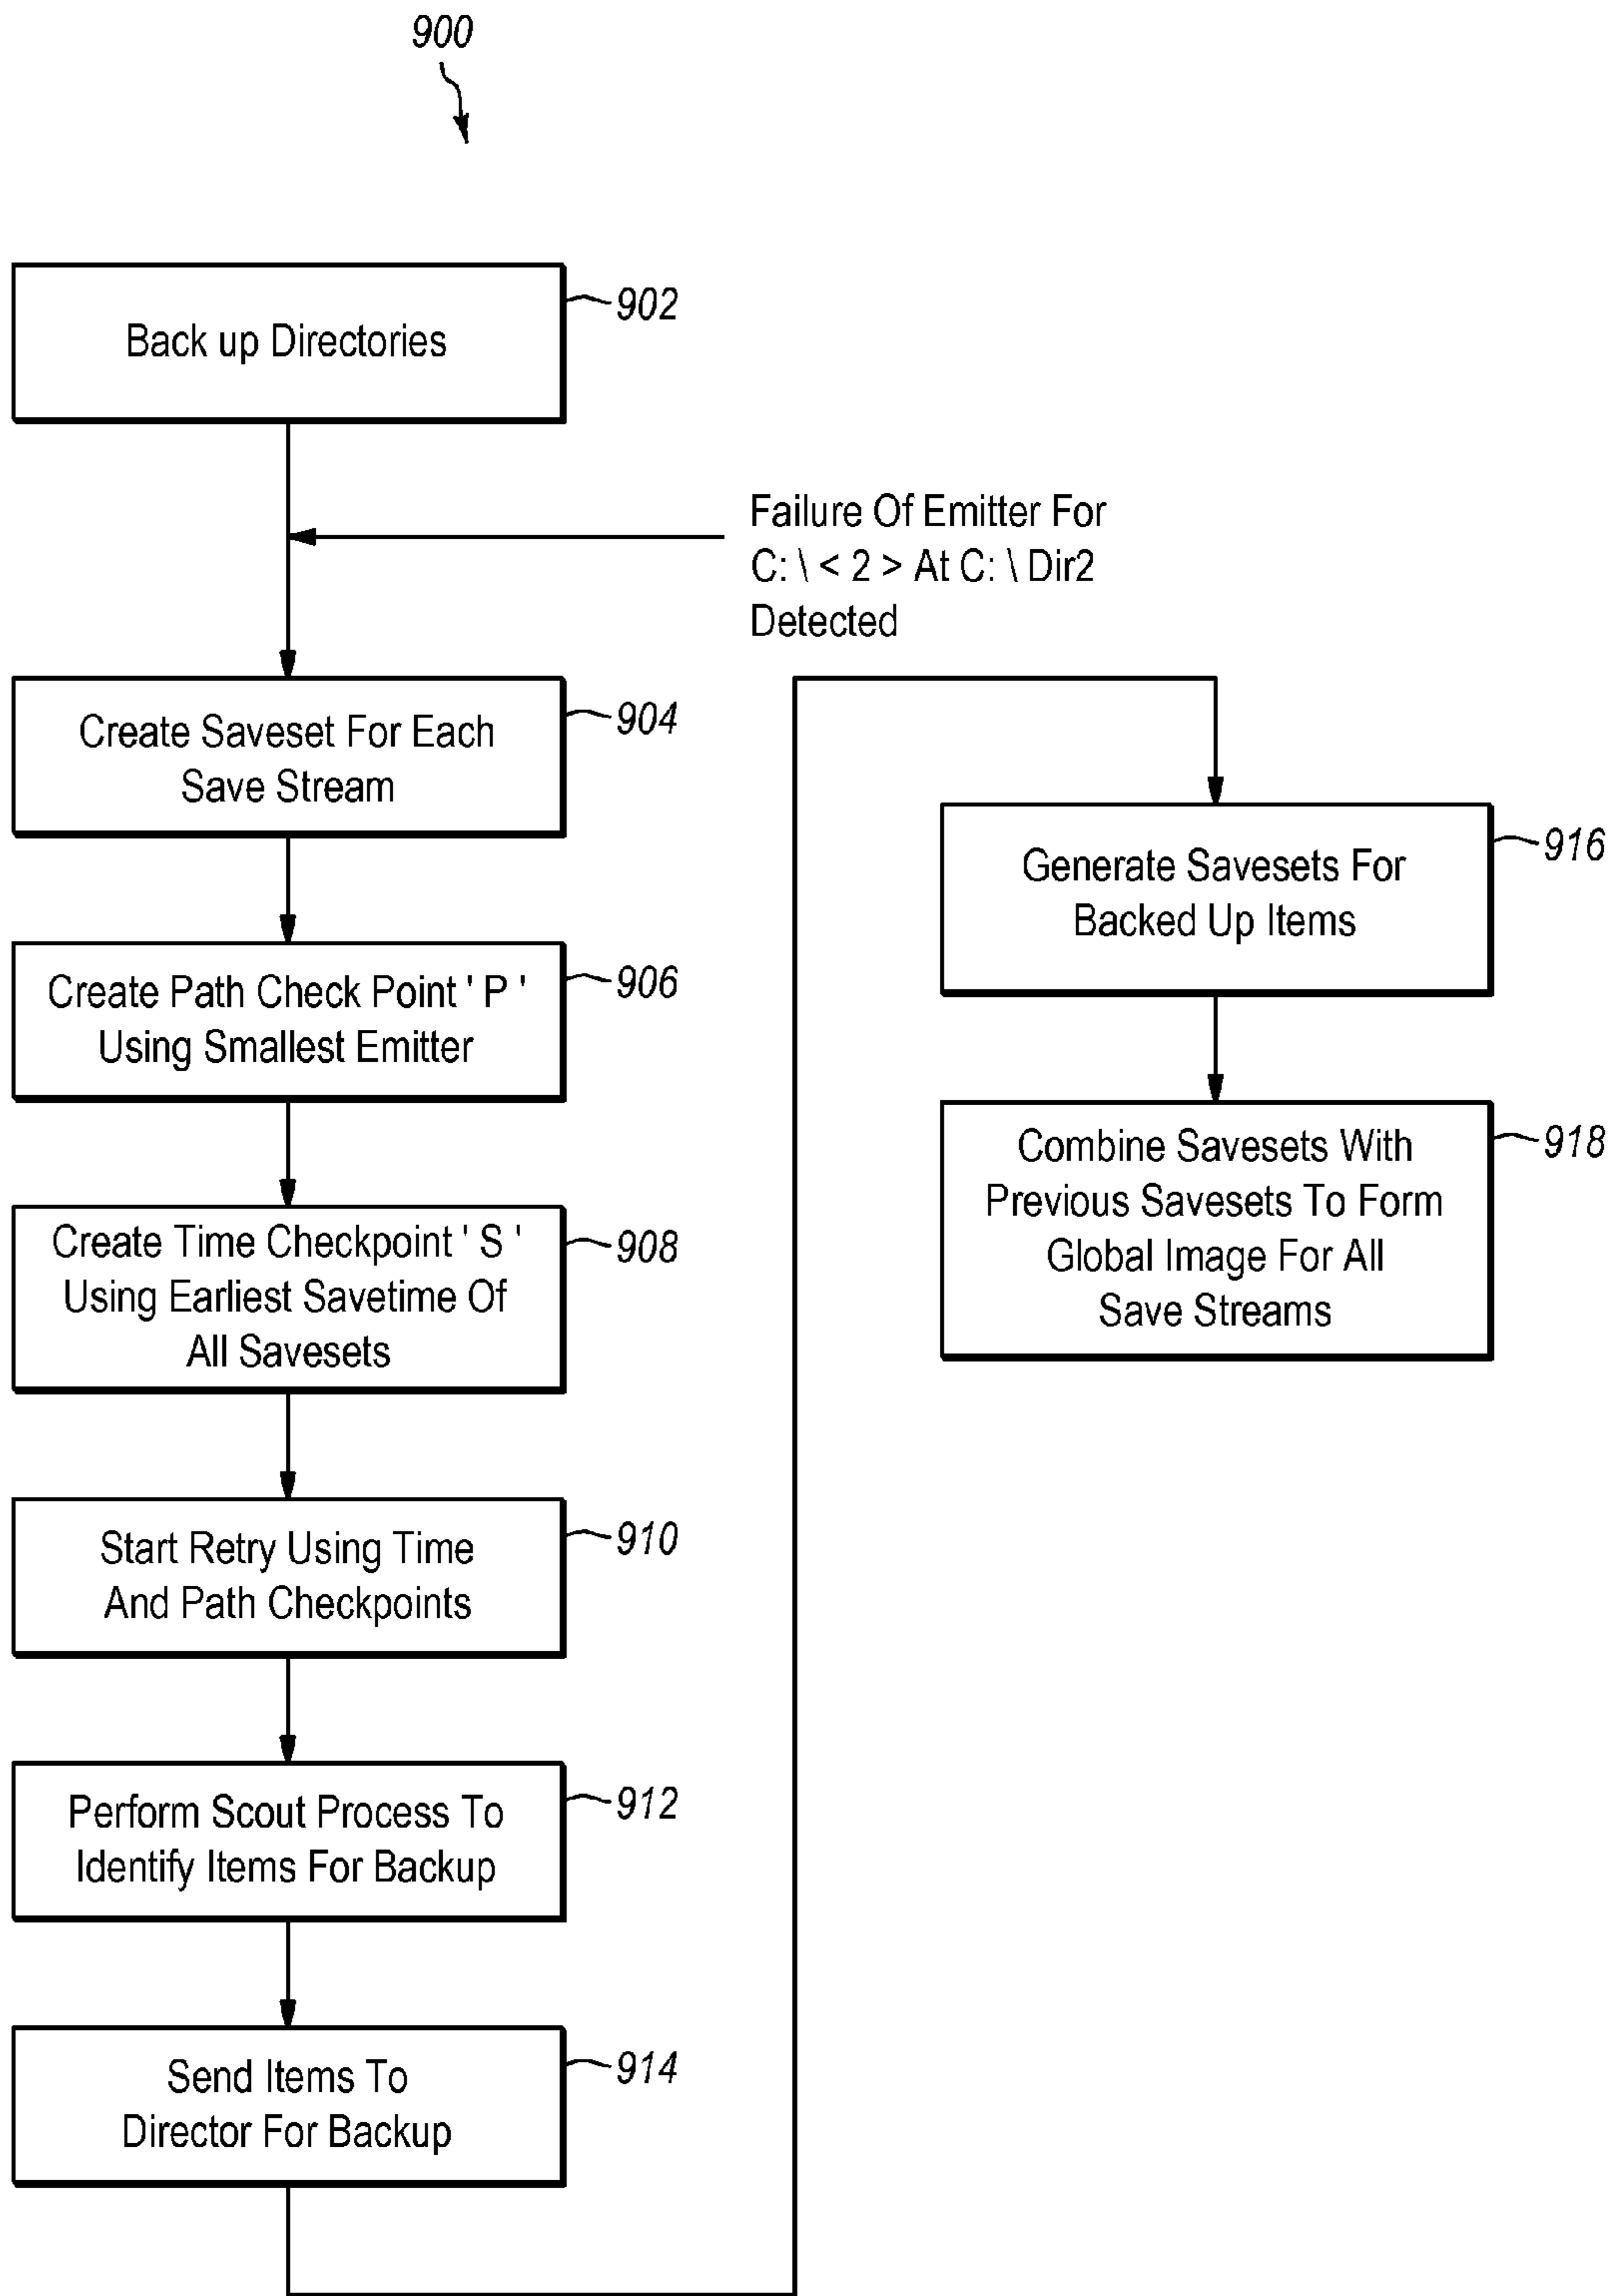 900
Back up Directories
902
Failure Of Emitter For
C: \ < 2 > At C: \ Dir2
Detected
Create Saveset For Each
Save Stream
904
Create Path Check Point ' P '
Using Smallest Emitter
906
Create Time Checkpoint ' S '
Using Earliest Savetime Of
All Savesets
908
Start Retry Using Time
And Path Checkpoints
910
Perform Scout Process To
Identify Items For Backup
912
Send Items To
Director For Backup
914
Generate Savesets For
Backed Up Items
916
Combine Savesets With
Previous Savesets To Form
Global Image For All
Save Streams
918